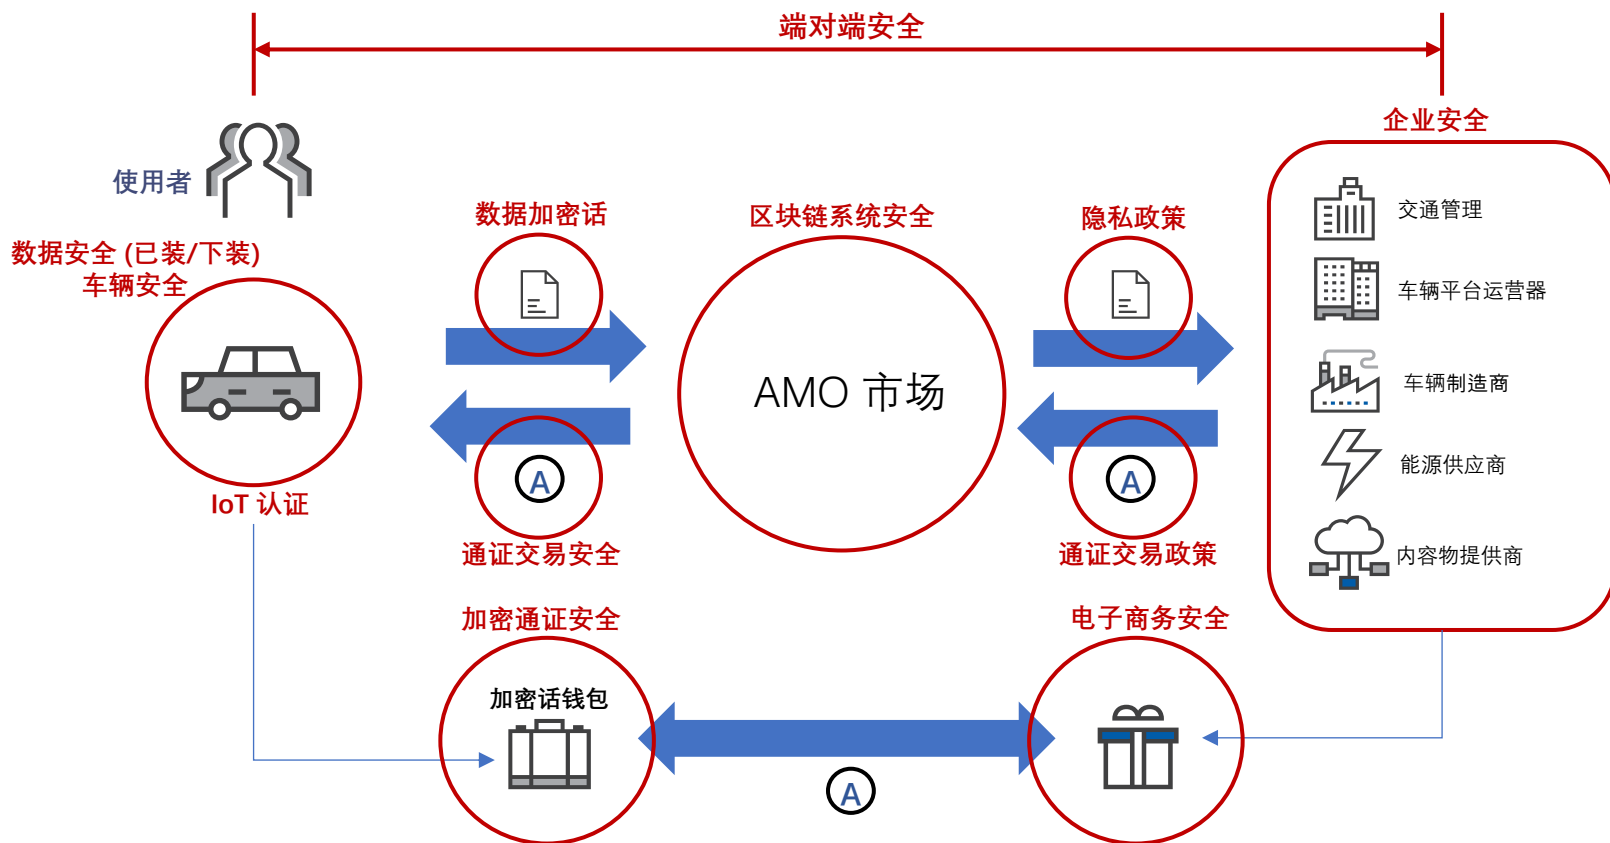 端对端安全
企业安全
使用者
数据安全 (已装/下装)
车辆安全
数据加密话
区块链系统安全
隐私政策
交通管理
车辆平台运营器
车辆制造商
能源供应商
内容物提供商
AMO 市场
A
A
IoT 认证
通证交易安全
通证交易政策
加密通证安全
电子商务安全
加密话钱包
A